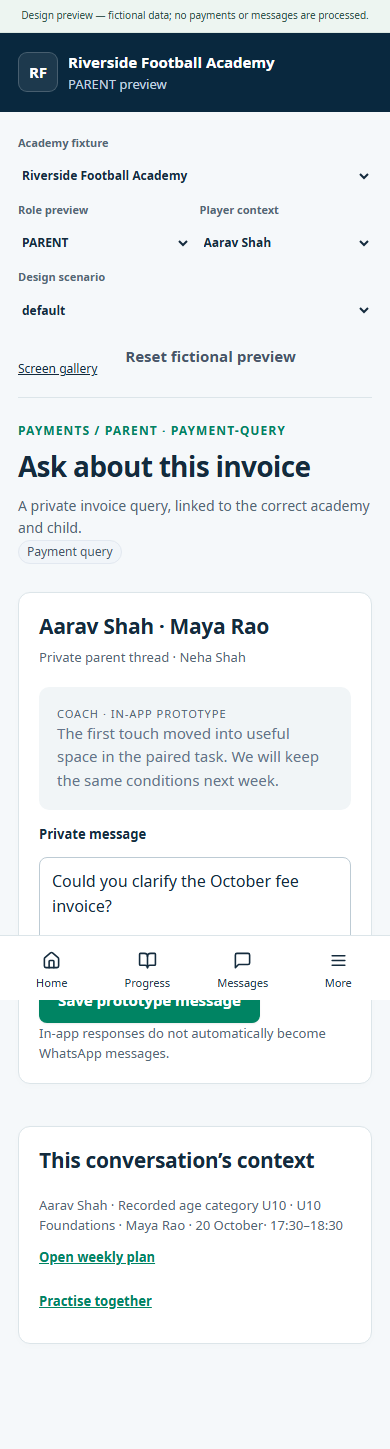 Design preview — fictional data; no payments or messages are processed.
RF
Riverside Football Academy
PARENT preview
Academy fixture
Riverside Football Academy
Role preview
Player context
PARENT
Aarav Shah
Design scenario
default
Screen gallery
Reset fictional preview
PAYMENTS / PARENT · PAYMENT-QUERY
Ask about this invoice
A private invoice query, linked to the correct academy
and child.
Payment query
Aarav Shah · Maya Rao
Private parent thread · Neha Shah
COACH · IN-APP PROTOTYPE
The first touch moved into useful
space in the paired task. We will keep
the same conditions next week.
Private message
Could you clarify the October fee
invoice?
Home
Progress
Messages
More
Save prototype message
In-app responses do not automatically become
WhatsApp messages.
This conversation’s context
Aarav Shah · Recorded age category U10 · U10
Foundations · Maya Rao · 20 October· 17:30–18:30
Open weekly plan
Practise together